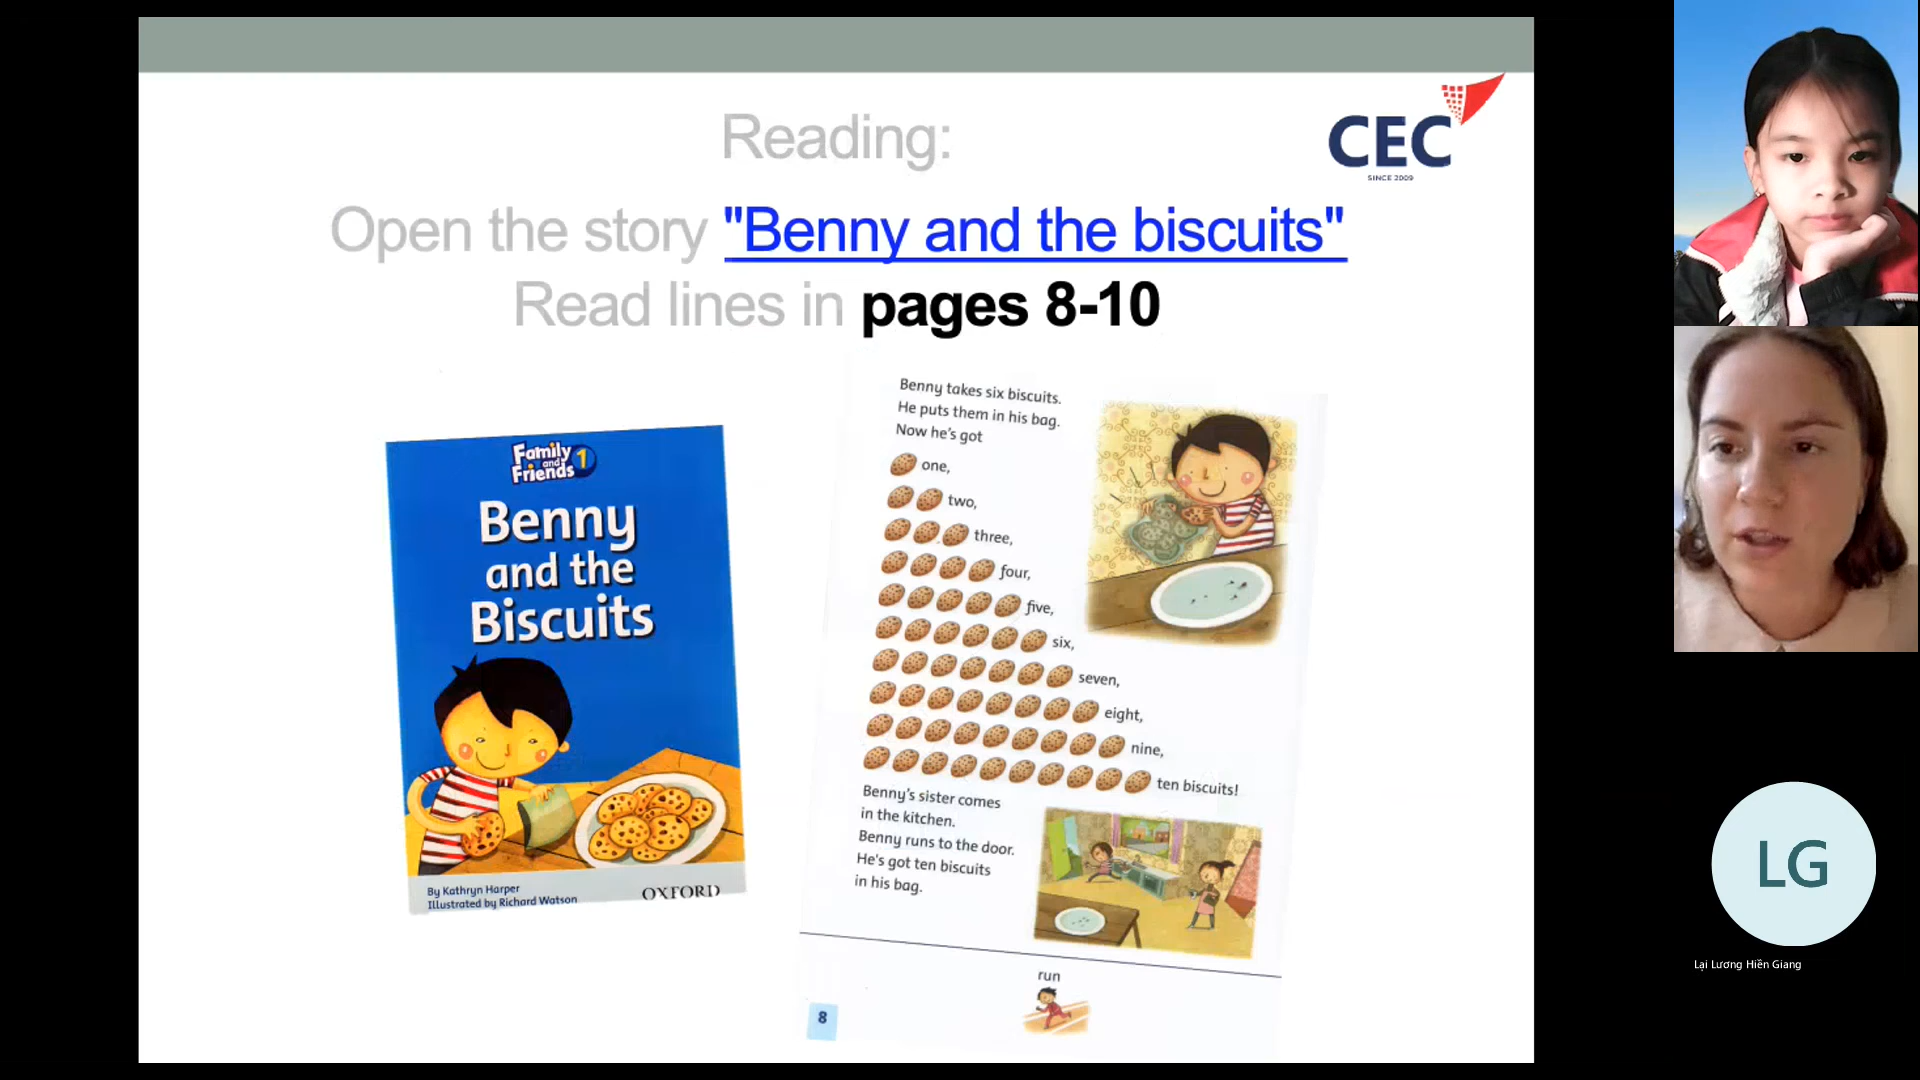 Reading:
CEC
SINCE 2009
Open the story "Benny and the biscuits"
Read lines in pages 8-10
Family
and
Friends 1
Benny
and the
Biscuits
By Kathryn Harper
Illustrated by Richard Watson
OXFORD
Benny takes six biscuits.
He puts them in his bag.
Now he's got
one,
two,
three,
four,
five,
six,
seven,
eight,
nine,
ten biscuits!
Benny's sister comes
in the kitchen.
Benny runs to the door.
He's got ten biscuits
in his bag.
run
8
LG
Lại Lương Hiền Giang